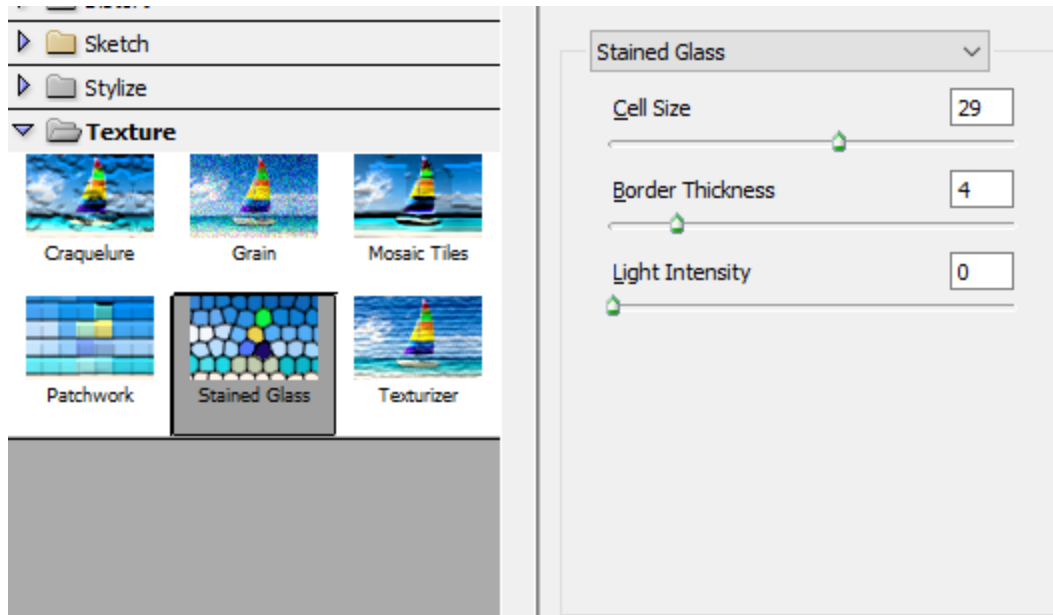 Sketch
Stylize
Texture
Craquelure
Grain
Mosaic Tiles
Patchwork
Stained Glass
Texturizer
Stained Glass
Cell Size
29
Border Thickness
4
Light Intensity
0